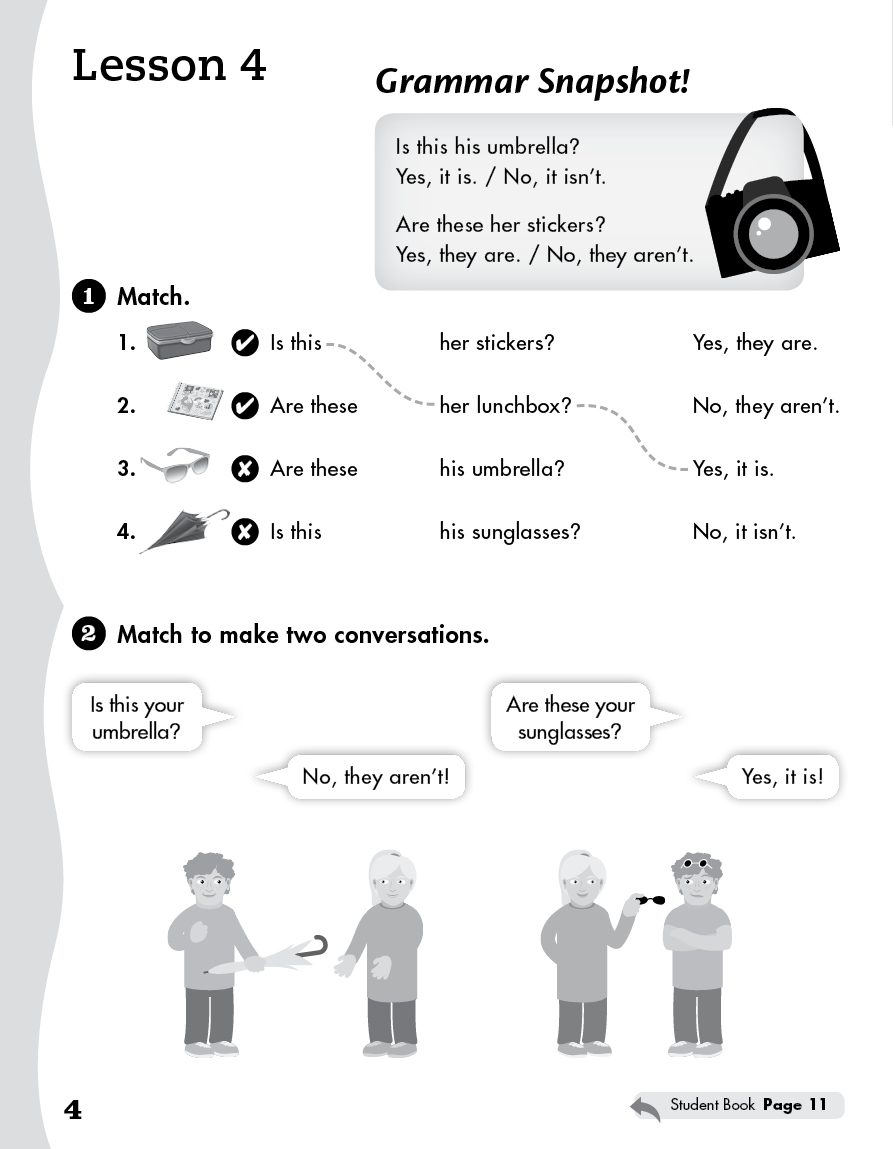 Lesson 4
Grammar Snapshot!
Is this his umbrella?
Yes, it is. / No, it isn’t.
Are these her stickers?
Yes, they are. / No, they aren’t.
1 Match.
1. Is this her stickers? Yes, they are.
2. Are these her lunchbox? No, they aren’t.
3. Are these his umbrella? Yes, it is.
4. Is this his sunglasses? No, it isn’t.
2 Match to make two conversations.
Is this your
umbrella?
No, they aren’t!
Are these your
sunglasses?
Yes, it is!
4
Student Book Page 11